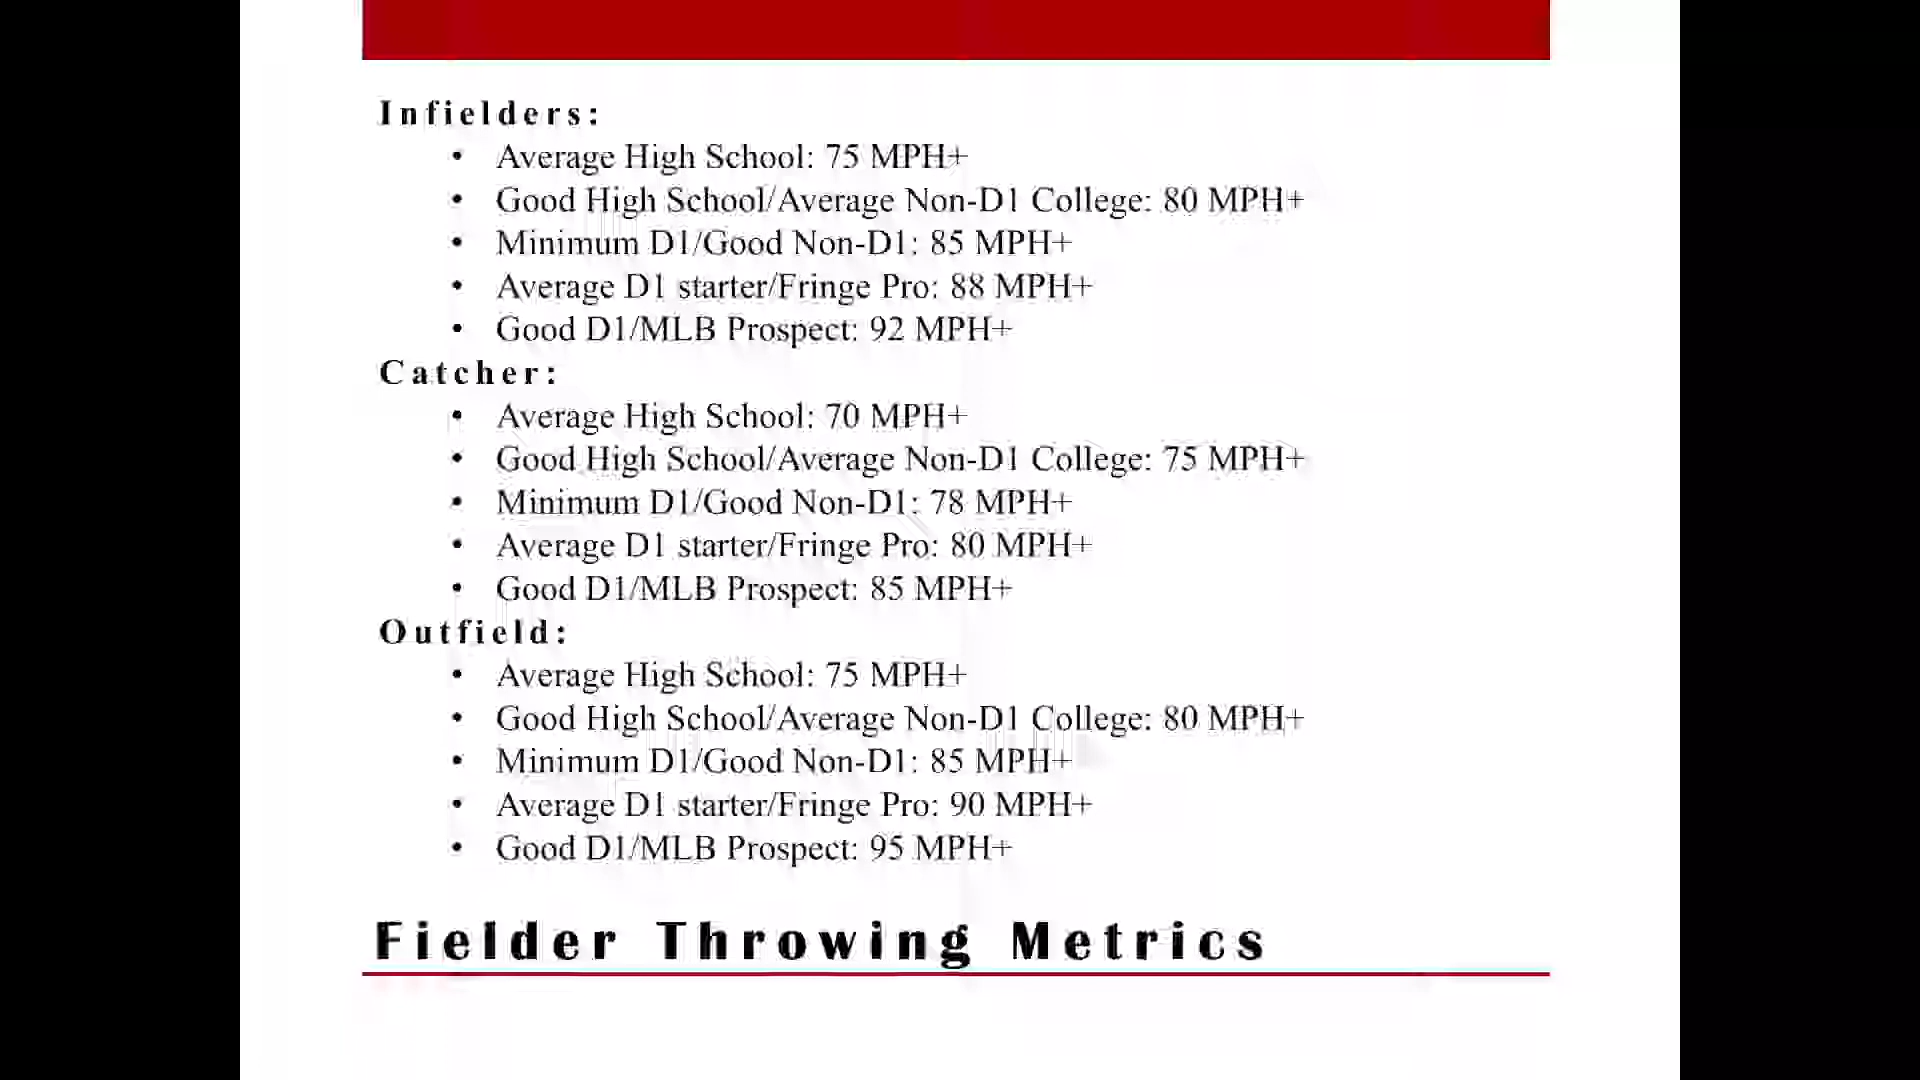 Infielders:
• Average High School: 75 MPH+
• Good High School/Average Non-D1 College: 80 MPH+
• Minimum D1/Good Non-D1: 85 MPH+
• Average D1 starter/Fringe Pro: 88 MPH+
• Good D1/MLB Prospect: 92 MPH+
Catcher:
• Average High School: 70 MPH+
• Good High School/Average Non-D1 College: 75 MPH+
• Minimum D1/Good Non-D1: 78 MPH+
• Average D1 starter/Fringe Pro: 80 MPH+
• Good D1/MLB Prospect: 85 MPH+
Outfield:
• Average High School: 75 MPH+
• Good High School/Average Non-D1 College: 80 MPH+
• Minimum D1/Good Non-D1: 85 MPH+
• Average D1 starter/Fringe Pro: 90 MPH+
• Good D1/MLB Prospect: 95 MPH+
Fielder Throwing Metrics